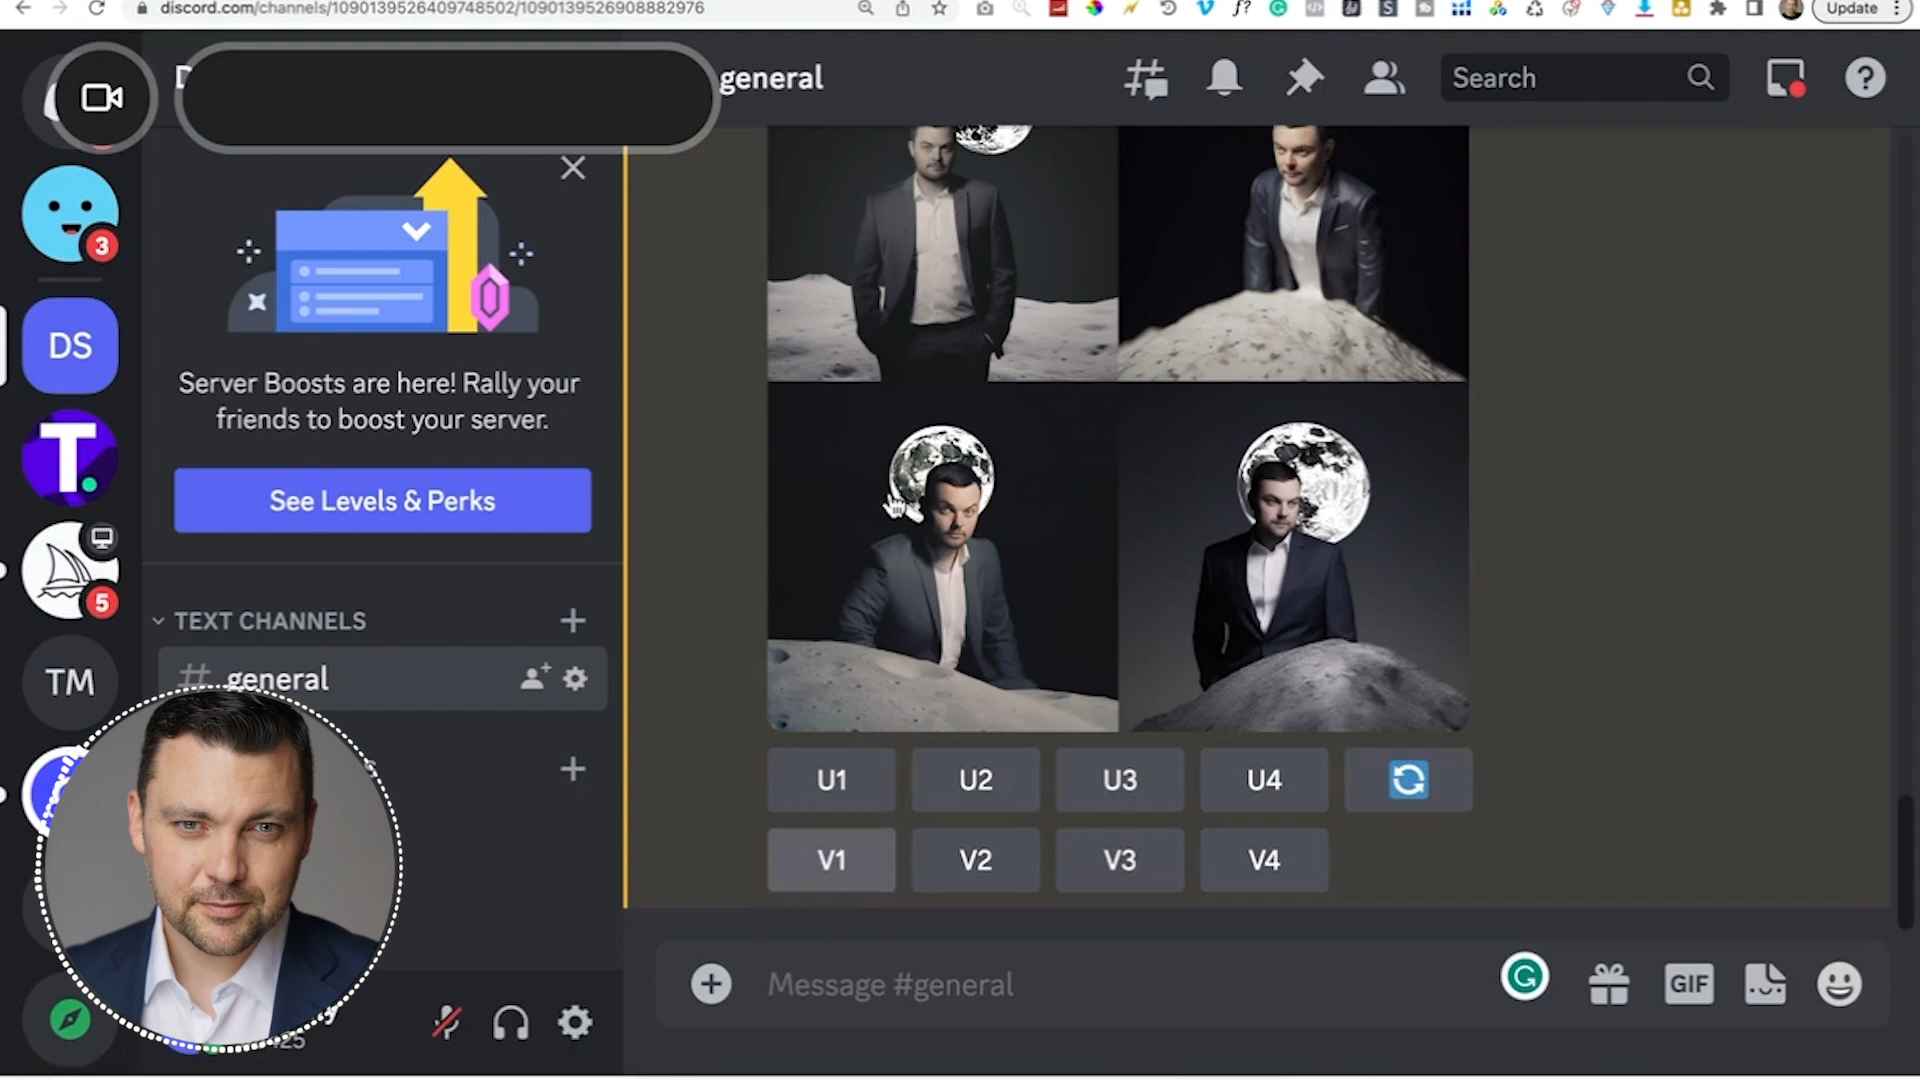 discord.com/channels/1090139526409748502/1090139526908882976
Update
general
Search
3
DS
Server Boosts are here! Rally your
friends to boost your server.
T
See Levels & Perks
5
TEXT CHANNELS
TM
general
U1 U2 U3 U4
V1 V2 V3 V4
Message #general
GIF